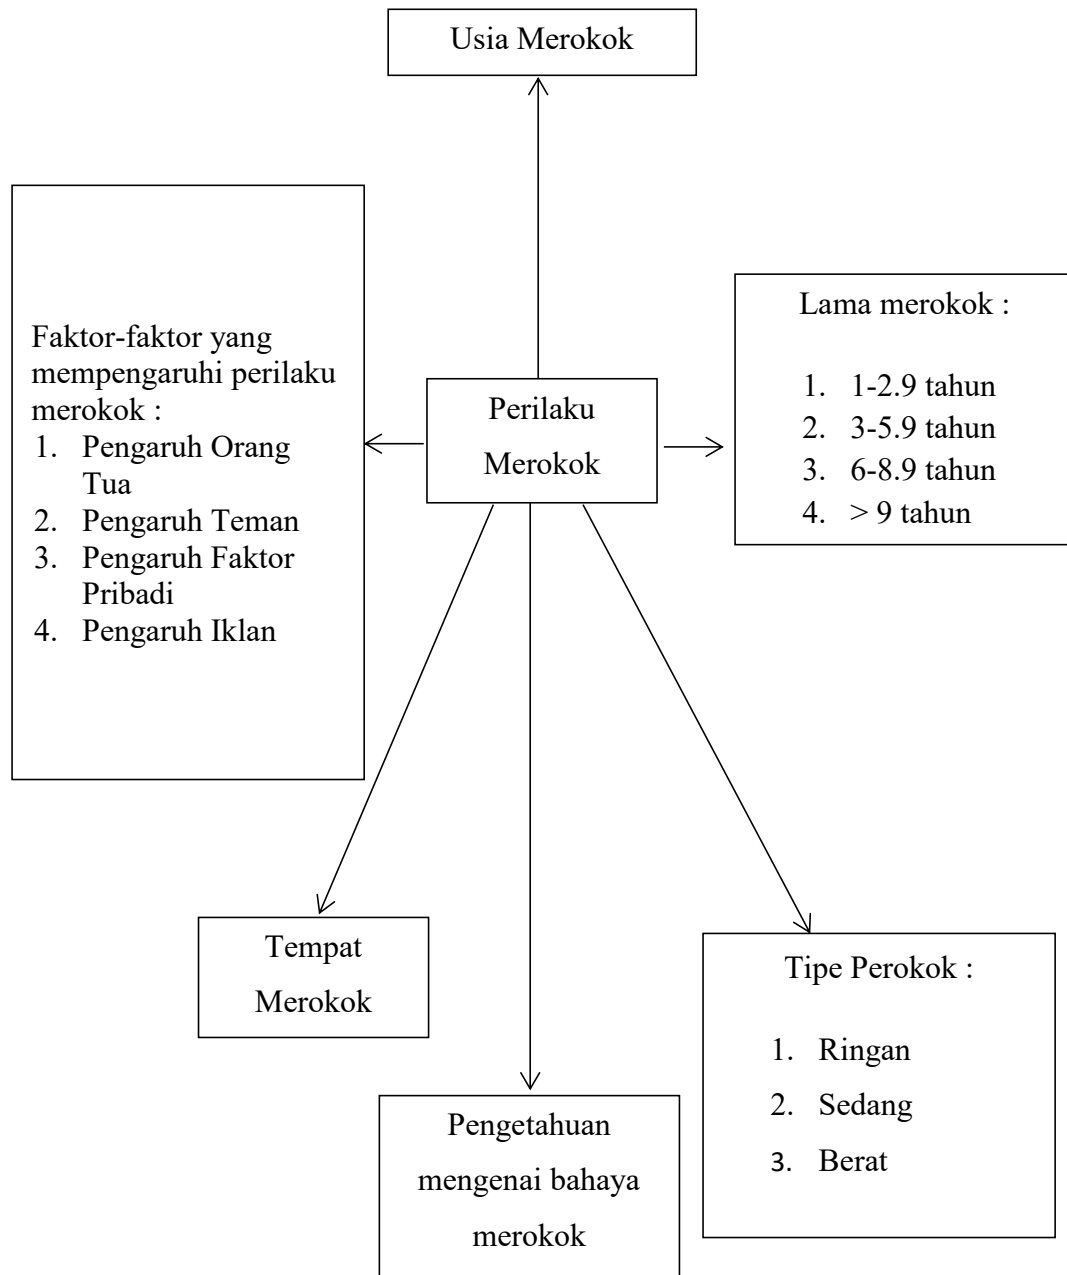 Usia Merokok
Faktor-faktor yang
mempengaruhi perilaku
merokok :
1. Pengaruh Orang
Tua
2. Pengaruh Teman
3. Pengaruh Faktor
Pribadi
4. Pengaruh Iklan
Perilaku
Merokok
Lama merokok :
1. 1-2.9 tahun
2. 3-5.9 tahun
3. 6-8.9 tahun
4. > 9 tahun
Tempat
Merokok
Pengetahuan
mengenai bahaya
merokok
Tipe Perokok :
1. Ringan
2. Sedang
3. Berat